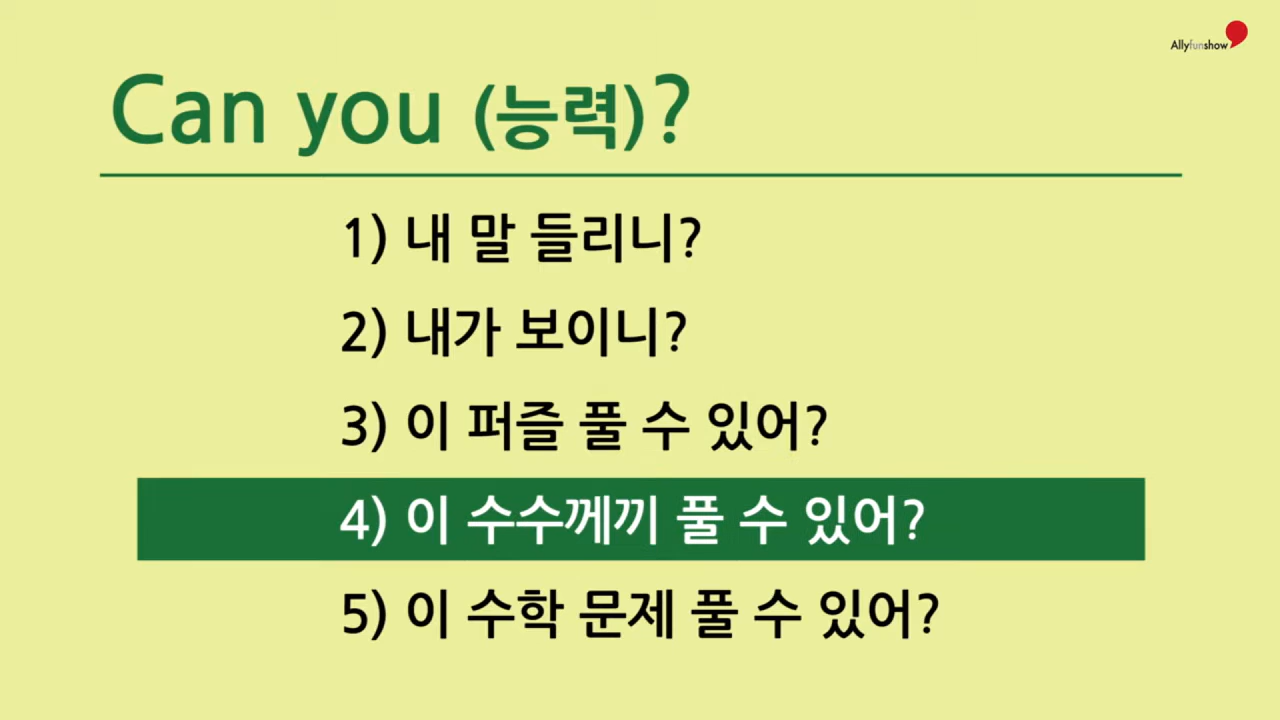 Allyfunshow
Can you (능력)?
1) 내 말 들리니?
2) 내가 보이니?
3) 이 퍼즐 풀 수 있어?
4) 이 수수께끼 풀 수 있어?
5) 이 수학 문제 풀 수 있어?